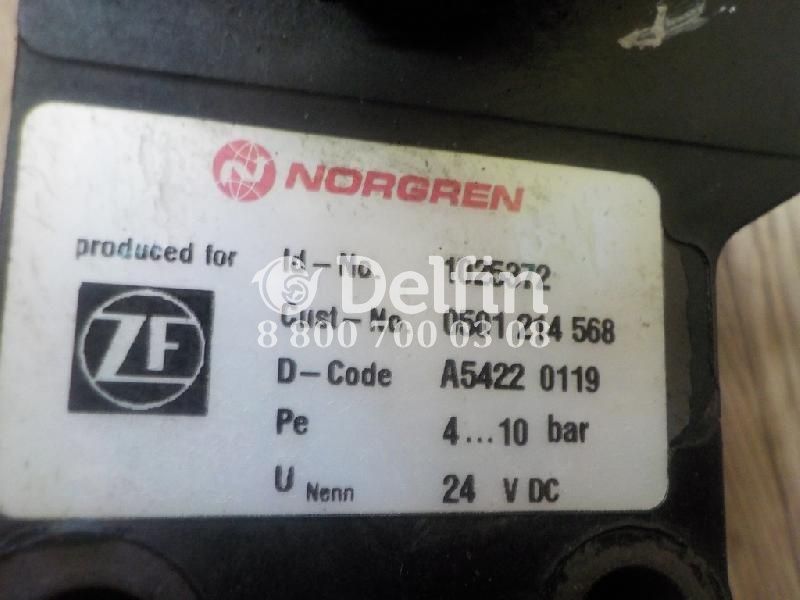 NORGREN
produced for
Id-No. 1025372
Delfin
ZF
Cust-No. 0501 214 568
8 800 700 03 08
D-Code A5422 0119
Pe 4...10 bar
U Nenn 24 V DC